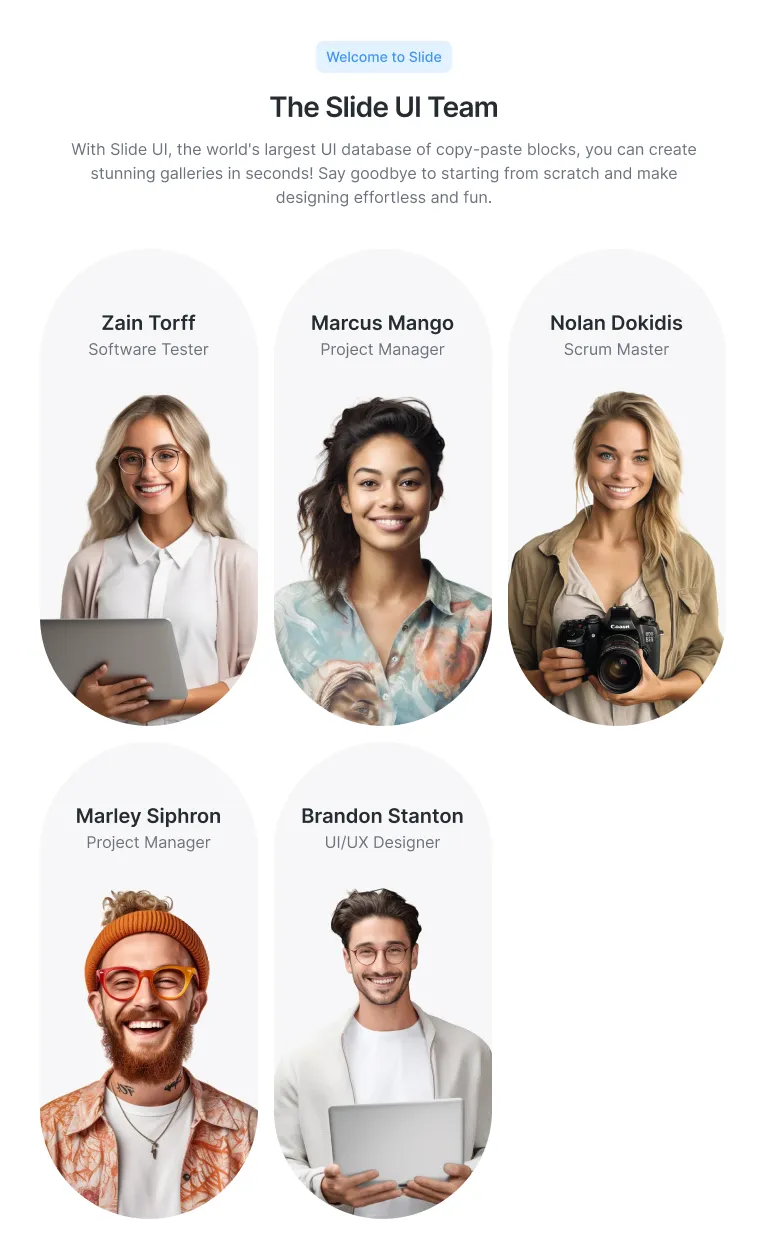 Welcome to Slide
The Slide UI Team
With Slide UI, the world's largest UI database of copy-paste blocks, you can create
stunning galleries in seconds! Say goodbye to starting from scratch and make
designing effortless and fun.
Zain Torff
Software Tester
Marcus Mango
Project Manager
Nolan Dokidis
Scrum Master
Canon
Marley Siphron
Project Manager
Brandon Stanton
UI/UX Designer